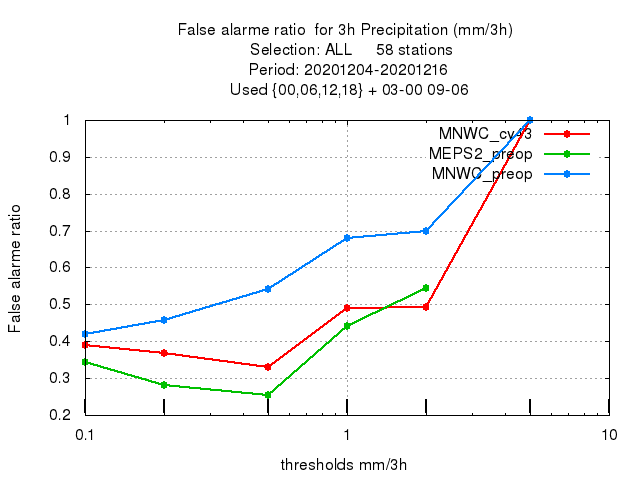 False alarme ratio  for 3h Precipitation (mm/3h)
Selection: ALL     58 stations
Period: 20201204-20201216
Used {00,06,12,18} + 03-00 09-06
MNWC_cv43
MEPS2_preop
MNWC_preop
1
0.9
0.8
0.7
0.6
0.5
0.4
0.3
0.2
False alarme ratio
0.1
1
10
thresholds mm/3h